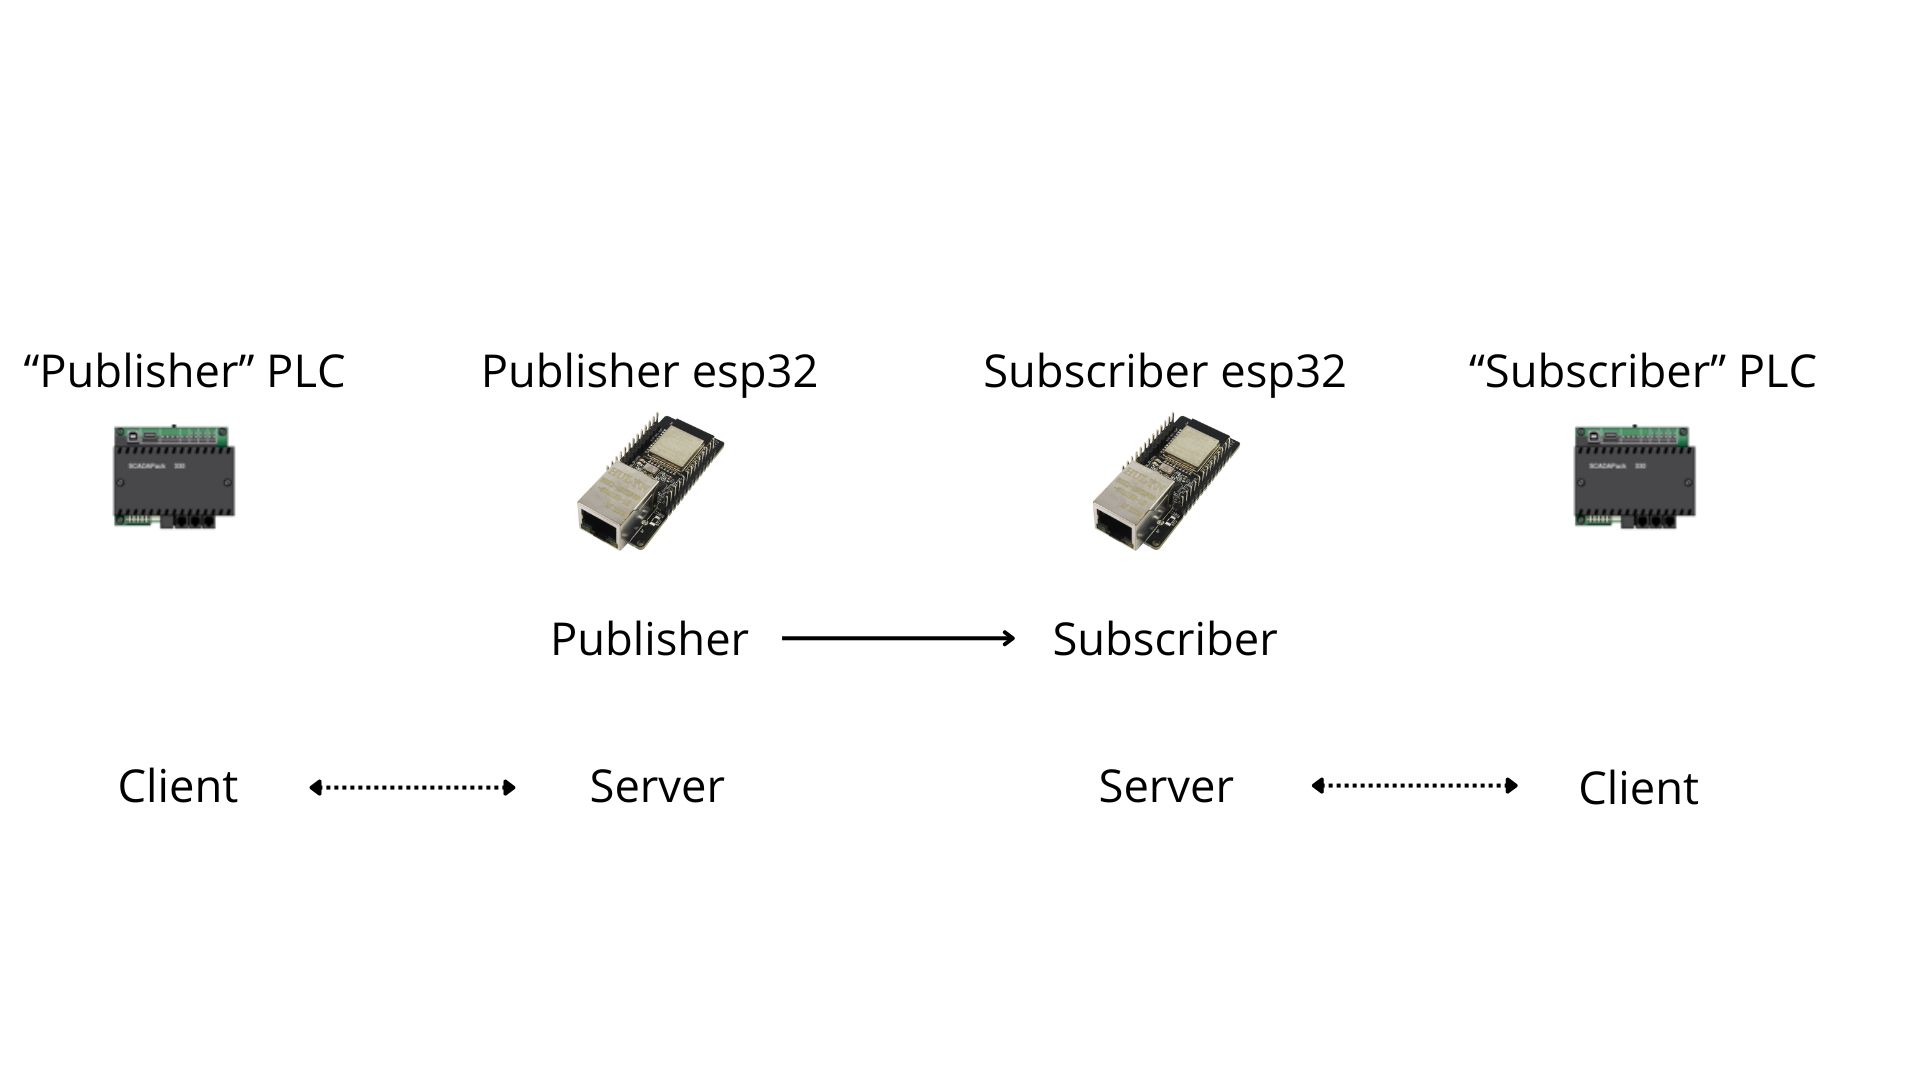 “Publisher” PLC
Publisher esp32
Subscriber esp32
“Subscriber” PLC
SCADAPack 330
SCADAPack 330
Publisher
Subscriber
Client
Server
Server
Client